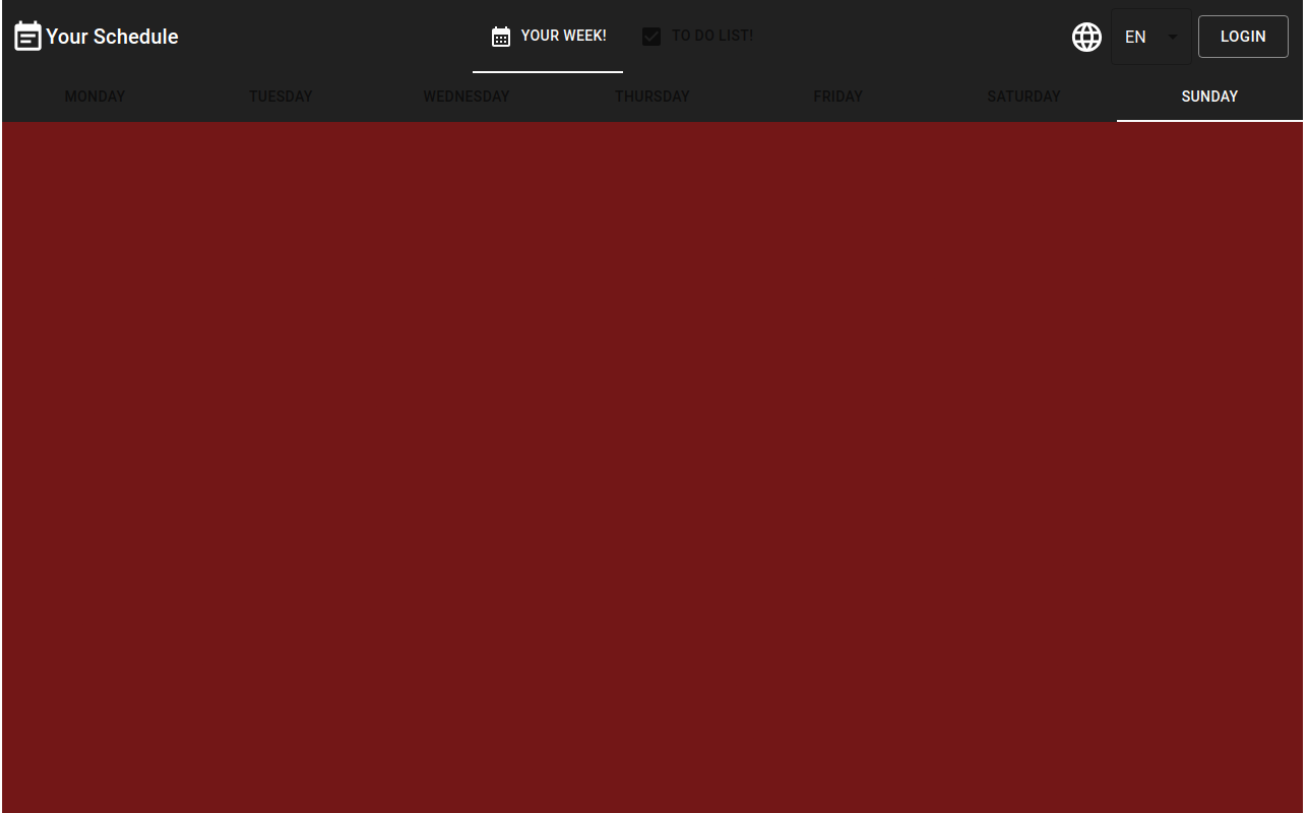 Your Schedule
YOUR WEEK!
TO DO LIST!
EN
LOGIN
MONDAY
TUESDAY
WEDNESDAY
THURSDAY
FRIDAY
SATURDAY
SUNDAY